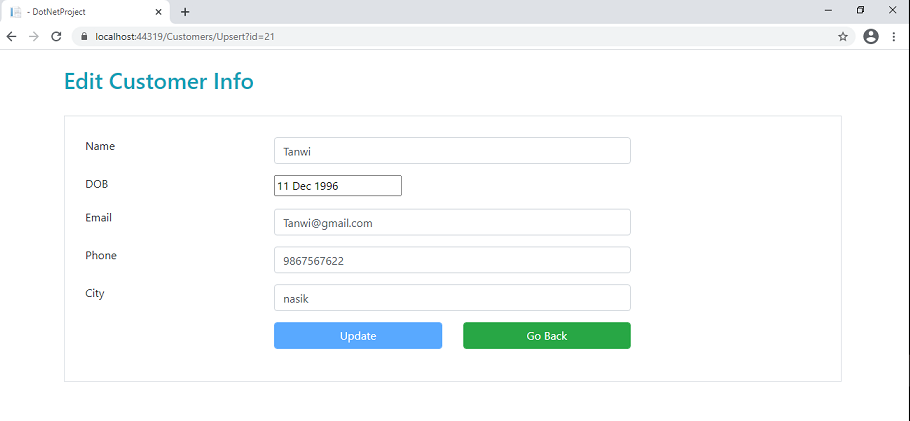 - DotNetProject
localhost:44319/Customers/Upsert?id=21
Edit Customer Info
Name Tanwi
DOB 11 Dec 1996
Email Tanwi@gmail.com
Phone 9867567622
City nasik
Update Go Back